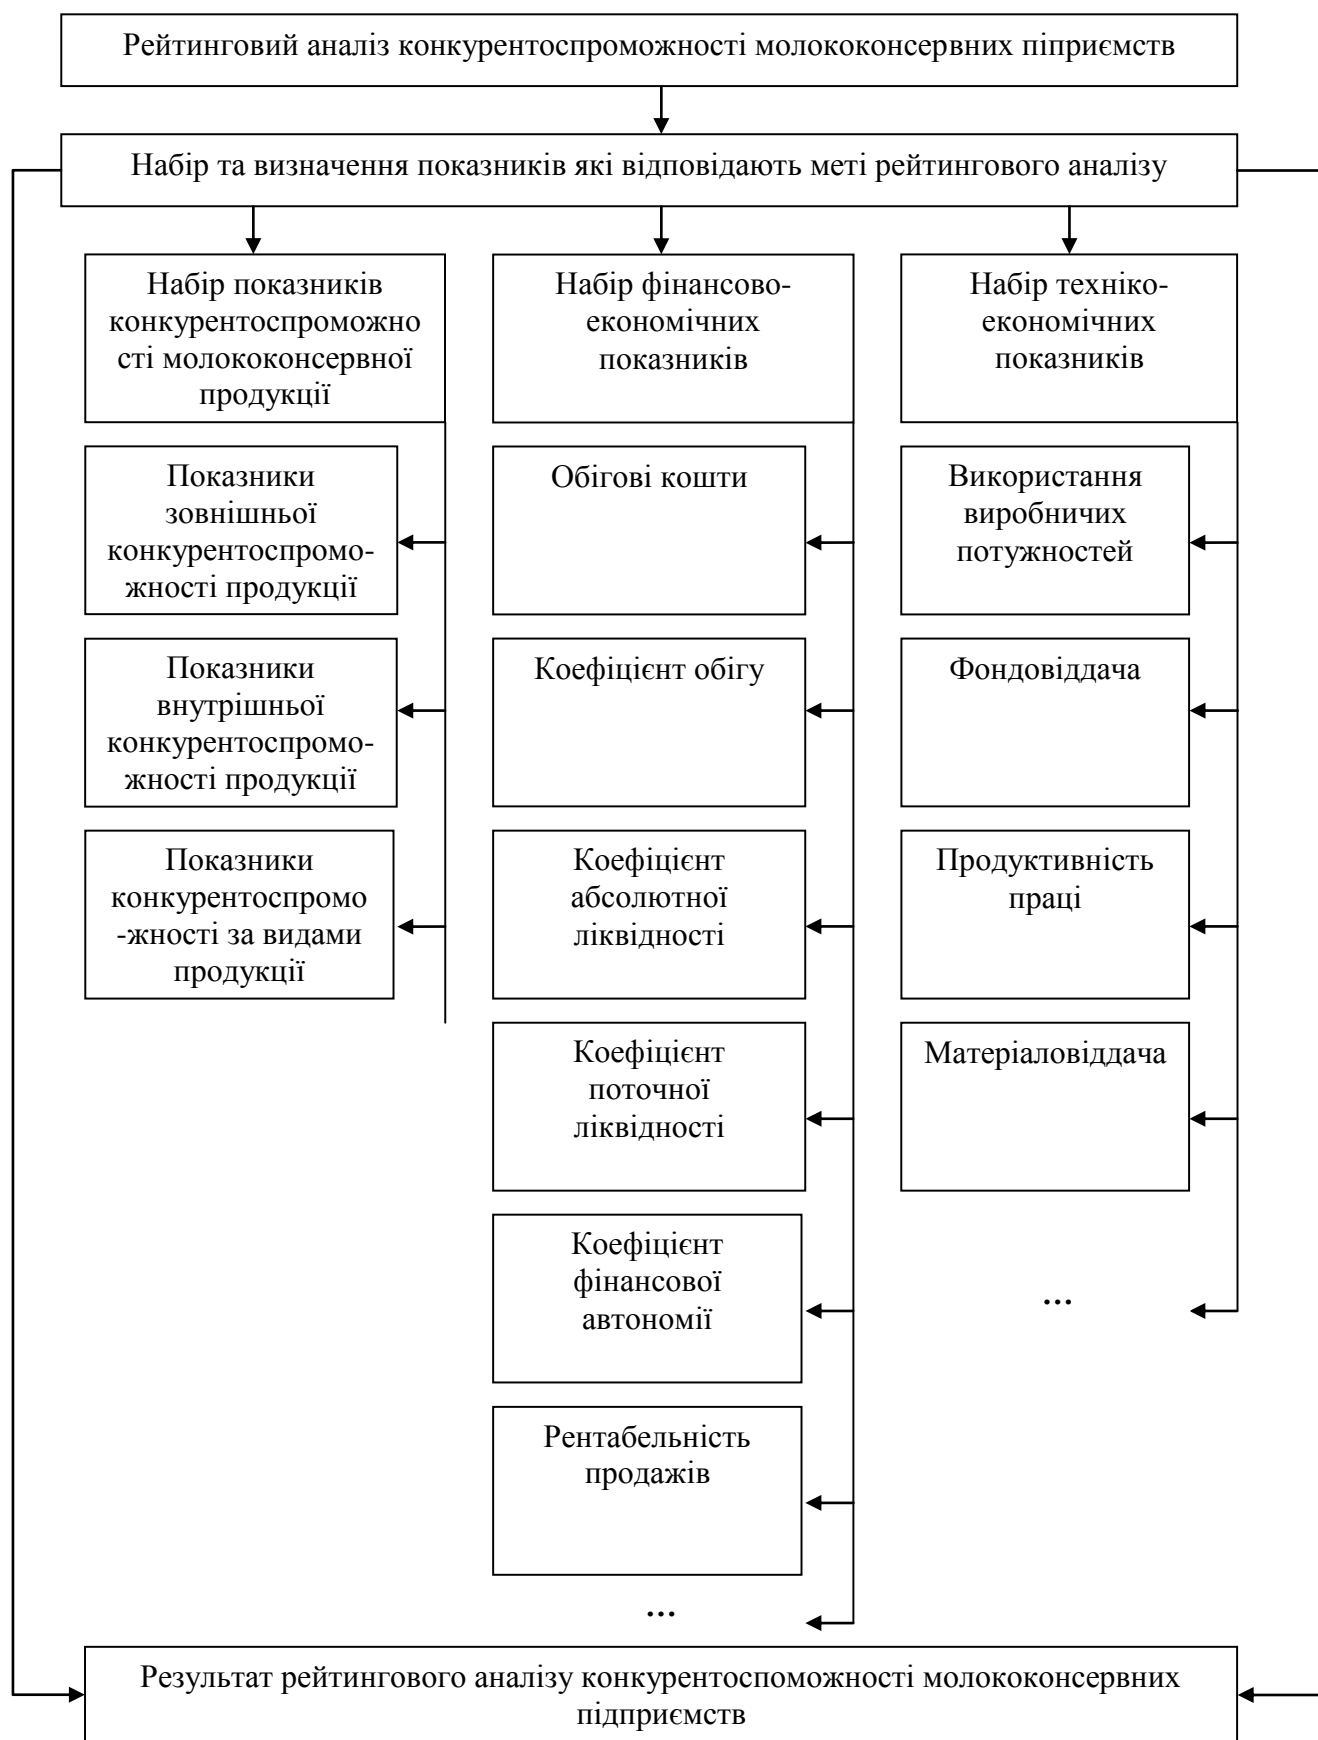 Рейтинговий аналіз конкурентоспроможності молококонсервних піприємств
Набір та визначення показників які відповідають меті рейтингового аналізу
Набір показників
конкурентоспроможно
сті молококонсервної
продукції
Показники
зовнішньої
конкурентоспромо-
жності продукції
Показники
внутрішньої
конкурентоспромо-
жності продукції
Показники
конкурентоспромо
-жності за видами
продукції
Набір фінансово-
економічних
показників
Обігові кошти
Коефіцієнт обігу
Коефіцієнт
абсолютної
ліквідності
Коефіцієнт
поточної
ліквідності
Коефіцієнт
фінансової
автономії
Рентабельність
продажів
...
Набір техніко-
економічних
показників
Використання
виробничих
потужностей
Фондовіддача
Продуктивність
праці
Матеріаловіддача
...
Результат рейтингового аналізу конкурентоспоможності молококонсервних
підприємств